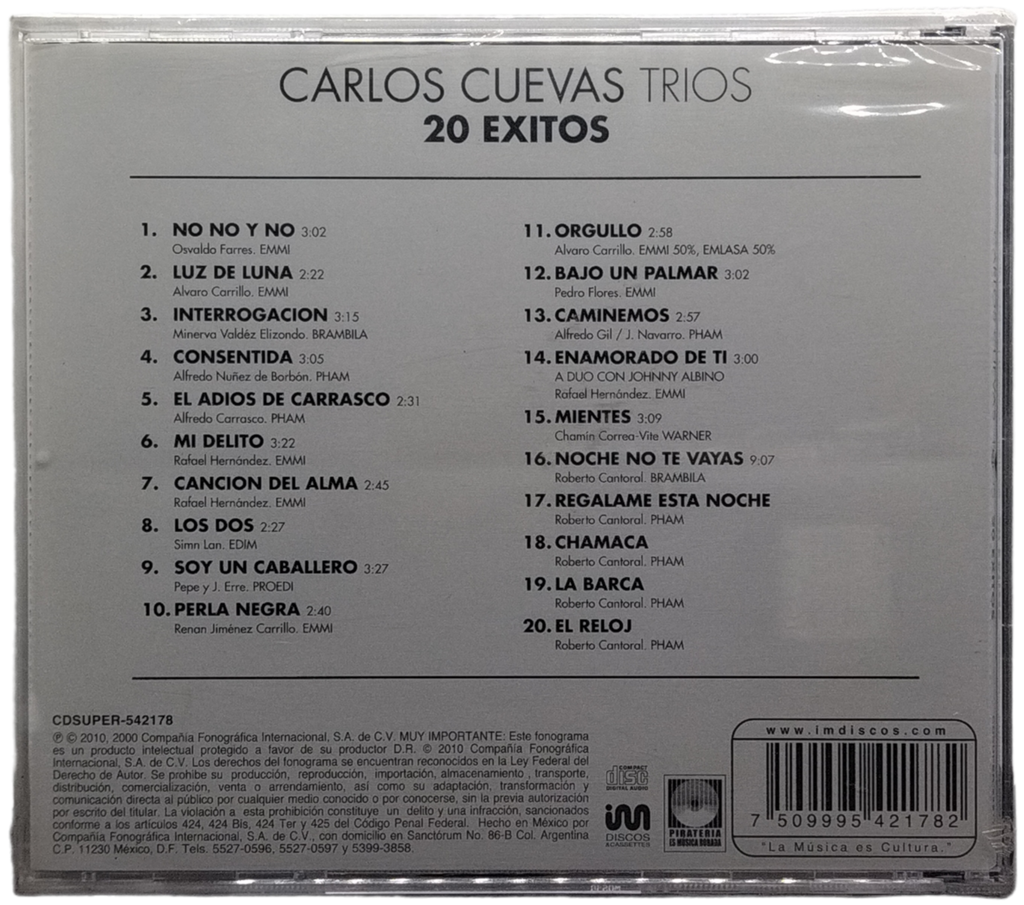 CARLOS CUEVAS TRIOS
20 EXITOS
1. NO NO Y NO 3:02
Osvaldo Farres. EMMI
2. LUZ DE LUNA 2:22
Alvaro Carrillo. EMMI
3. INTERROGACION 3:15
Minerva Valdéz Elizondo. BRAMBILA
4. CONSENTIDA 3:05
Alfredo Nuñez de Borbón. PHAM
5. EL ADIOS DE CARRASCO 2:31
Alfredo Carrasco. PHAM
6. MI DELITO 3:22
Rafael Hernández. EMMI
7. CANCION DEL ALMA 2:45
Rafael Hernández. EMMI
8. LOS DOS 2:27
Simn Lan. EDIM
9. SOY UN CABALLERO 3:27
Pepe y J. Erre. PROEDI
10. PERLA NEGRA 2:40
Renan Jiménez Carrillo. EMMI
11. ORGULLO 2:58
Alvaro Carrillo. EMMI 50%, EMLASA 50%
12. BAJO UN PALMAR 3:02
Pedro Flores. EMMI
13. CAMINEMOS 2:57
Alfredo Gil / J. Navarro. PHAM
14. ENAMORADO DE TI 3:00
A DUO CON JOHNNY ALBINO
Rafael Hernández. EMMI
15. MIENTES 3:09
Chamin Correa-Vite WARNER
16. NOCHE NO TE VAYAS 9:07
Roberto Cantoral. BRAMBILA
17. REGALAME ESTA NOCHE
Roberto Cantoral. PHAM
18. CHAMACA
Roberto Cantoral. PHAM
19. LA BARCA
Roberto Cantoral. PHAM
20. EL RELOJ
Roberto Cantoral. PHAM
CDSUPER-542178
℗ © 2010, 2000 Compañía Fonográfica Internacional, S.A. de C.V. MUY IMPORTANTE: Este fonograma
es un producto intelectual protegido a favor de su productor D.R. © 2010 Compañía Fonográfica
Internacional, S.A. de C.V. Los derechos del fonograma se encuentran reconocidos en la Ley Federal del
Derecho de Autor. Se prohibe su producción, reproducción, importación, almacenamiento, transporte,
distribución, comercialización, venta o arrendamiento, así como su adaptación, transformación y
comunicación directa al público por cualquier medio conocido o por conocerse, sin la previa autorización
por escrito del titular. La violación a esta prohibición constituye un delito y una infracción, sancionados
conforme a los artículos 424, 424 Bis, 424 Ter y 425 del Código Penal Federal. Hecho en México por
Compañía Fonográfica Internacional, S.A. de C.V., con domicilio en Sanctórum No. 86-B Col. Argentina
C.P. 11230 México, D.F. Tels. 5527-0596, 5527-0597 y 5399-3858.
COMPACT
disc
DIGITAL AUDIO
im
DISCOS
& CASSETTES
PIRATERIA
ES MUSICA ROBADA
www.imdiscos.com
7 509995 421782
"La Música es Cultura."